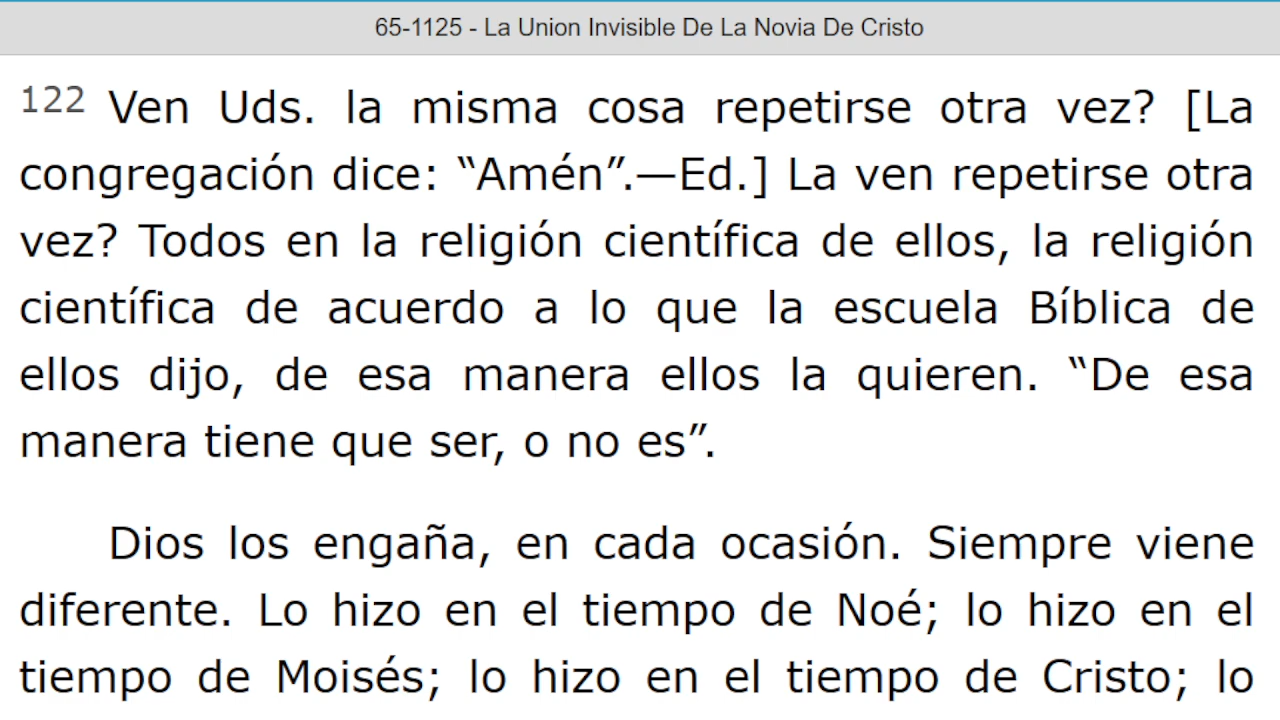 65-1125 - La Union Invisible De La Novia De Cristo
122 Ven Uds. la misma cosa repetirse otra vez? [La
congregación dice: “Amén”.—Ed.] La ven repetirse otra
vez? Todos en la religión científica de ellos, la religión
científica de acuerdo a lo que la escuela Bíblica de
ellos dijo, de esa manera ellos la quieren. “De esa
manera tiene que ser, o no es”.
Dios los engaña, en cada ocasión. Siempre viene
diferente. Lo hizo en el tiempo de Noé; lo hizo en el
tiempo de Moisés; lo hizo en el tiempo de Cristo; lo